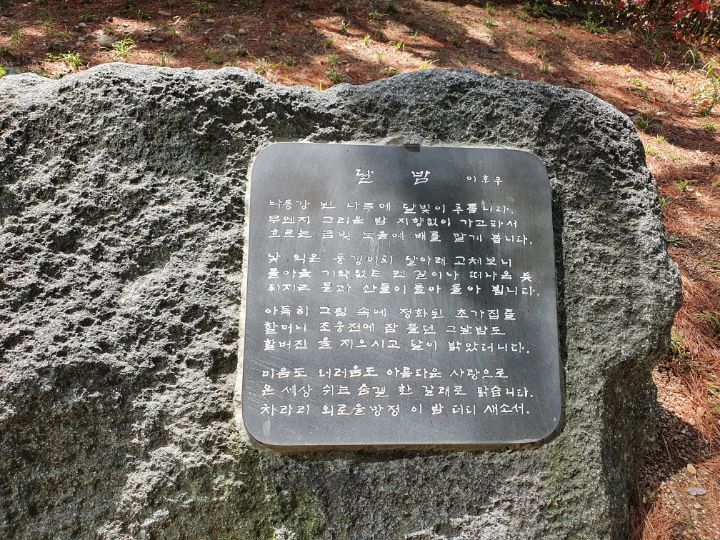 달 밤 이호우
낙동강 빈 나루에 달빛이 푸릅니다.
무엔지 그리운 밤 지향없이 가고파서
흐르는 금빛 노을에 배를 맡겨 봅니다.
낯 익은 풍경이되 달아래 고쳐보니
돌아올 기약없는 먼 길이나 떠나온 듯
뒤지는 들과 산들이 돌아 돌아 뵙니다.
아득히 그림 속에 정화된 초가집들
할머니 조웅전에 잠 들던 그날밤도
할버진 율 지으시고 달이 밝았더니다.
미움도 더러움도 아름다운 사랑으로
온 세상 쉬는 숨결 한 갈래로 맑습니다.
차라리 외로울망정 이 밤 더디 새소서.